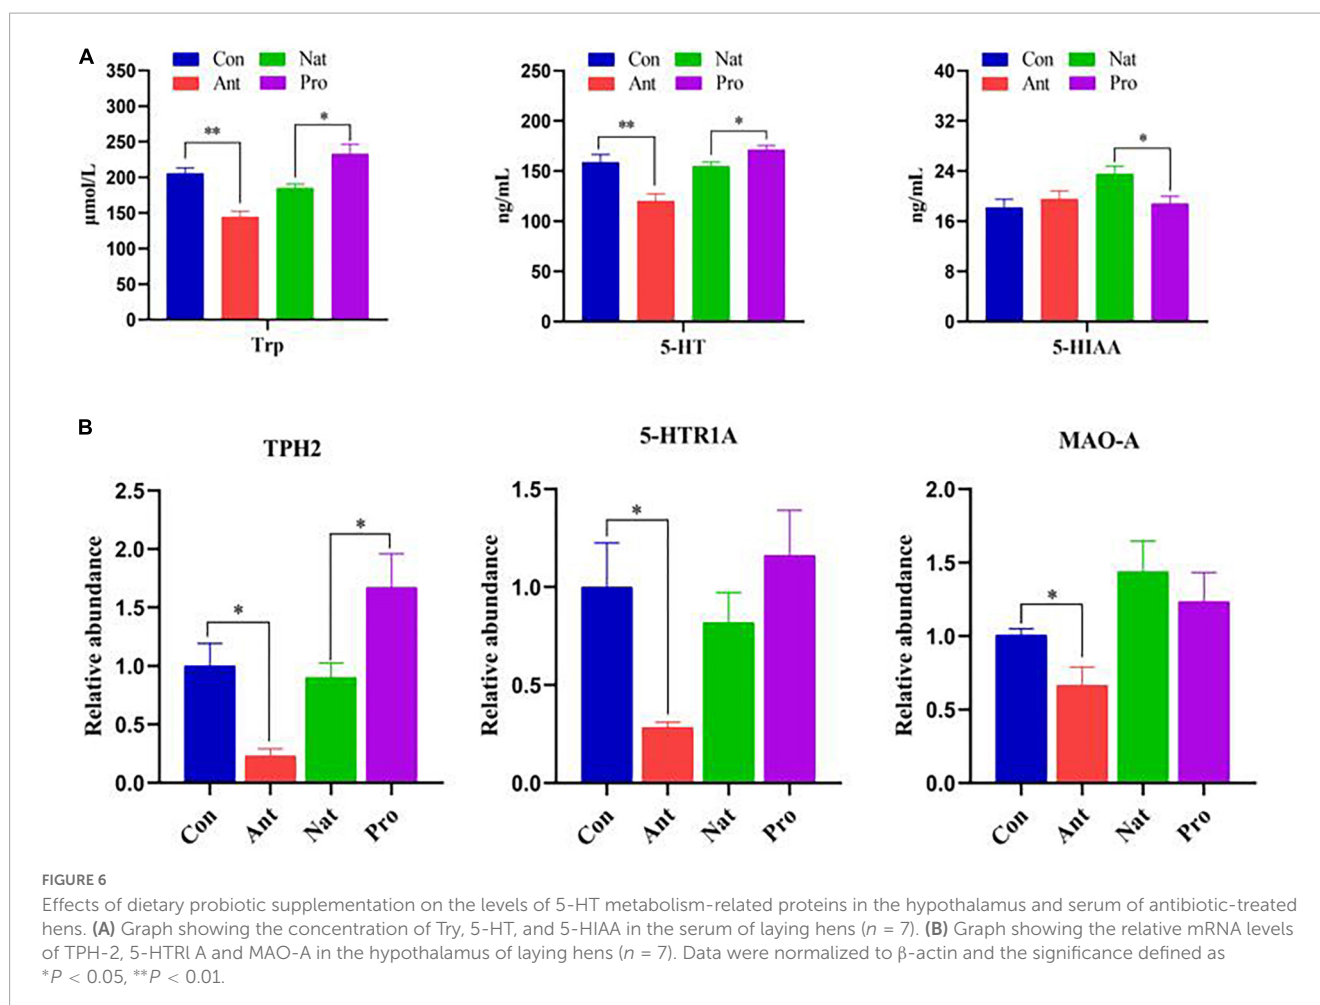 A
Con Nat
Ant Pro
350
300
250
200
150
100
50
0
µmol/L
** *
Trp
Con Nat
Ant Pro
250
200
150
100
50
0
ng/mL
** *
5-HT
Con Nat
Ant Pro
40
32
24
16
8
0
ng/mL
*
5-HIAA
B
TPH2
2.5
2.0
1.5
1.0
0.5
0.0
Relative abundance
* *
Con Ant Nat Pro
5-HTR1A
1.5
1.0
0.5
0.0
Relative abundance
*
Con Ant Nat Pro
MAO-A
2.0
1.5
1.0
0.5
0.0
Relative abundance
*
Con Ant Nat Pro
FIGURE 6
Effects of dietary probiotic supplementation on the levels of 5-HT metabolism-related proteins in the hypothalamus and serum of antibiotic-treated
hens. (A) Graph showing the concentration of Try, 5-HT, and 5-HIAA in the serum of laying hens (n = 7). (B) Graph showing the relative mRNA levels
of TPH-2, 5-HTRl A and MAO-A in the hypothalamus of laying hens (n = 7). Data were normalized to β-actin and the significance defined as
*P < 0.05, **P < 0.01.